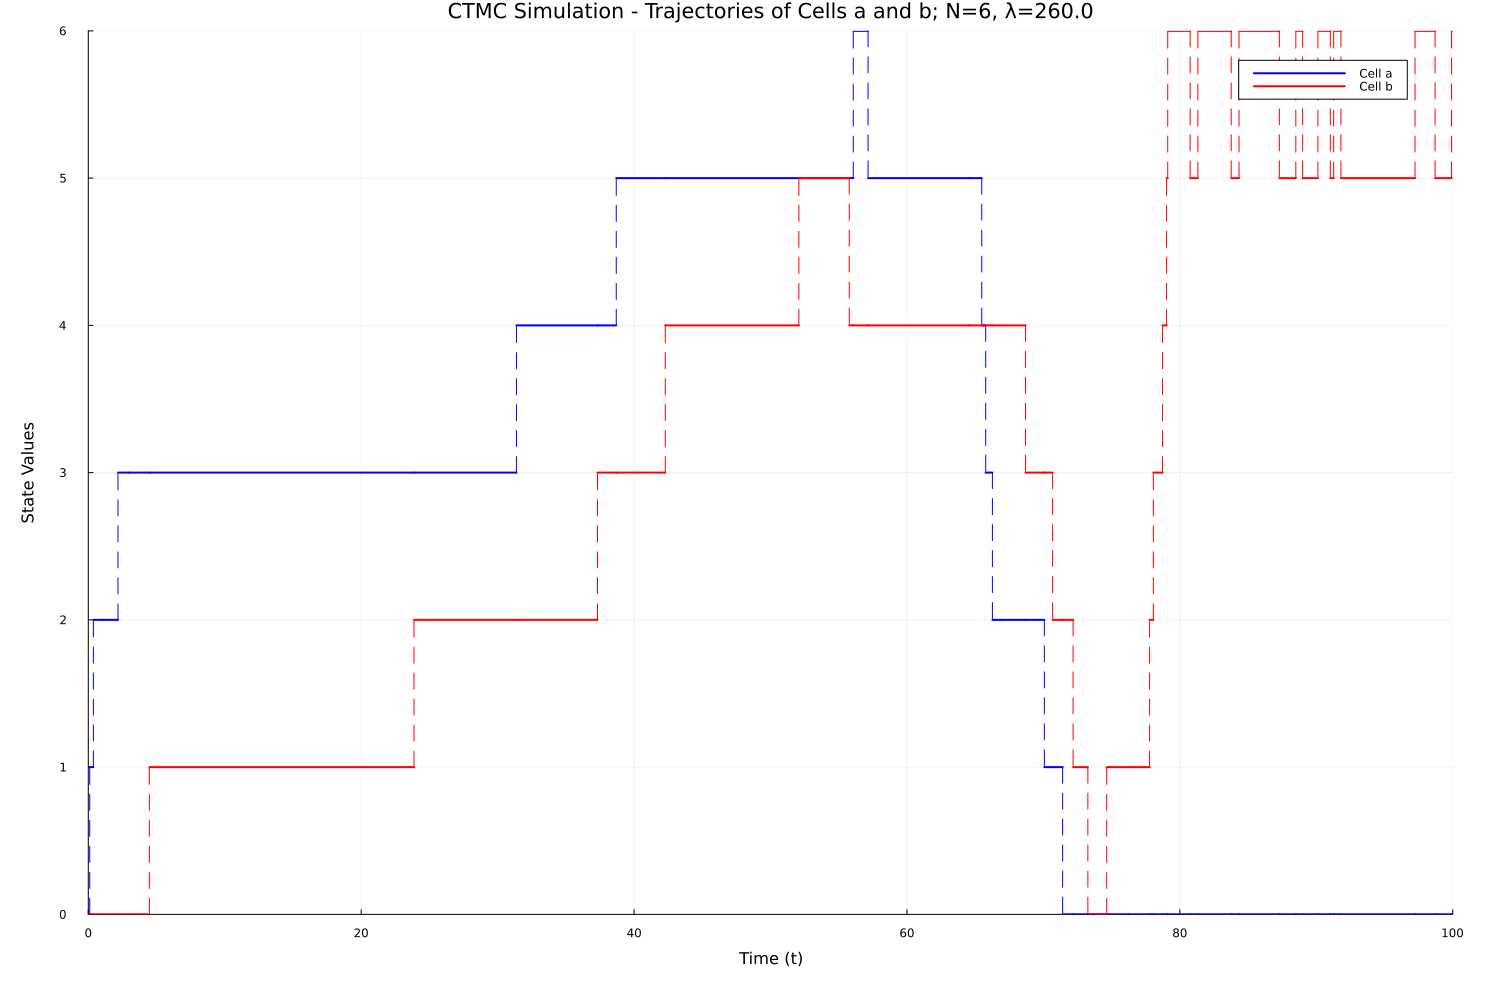 CTMC Simulation - Trajectories of Cells a and b; N=6, λ=260.0
6
Cell a
Cell b
5
4
State Values
3
2
1
0
0 20 40 60 80 100
Time (t)